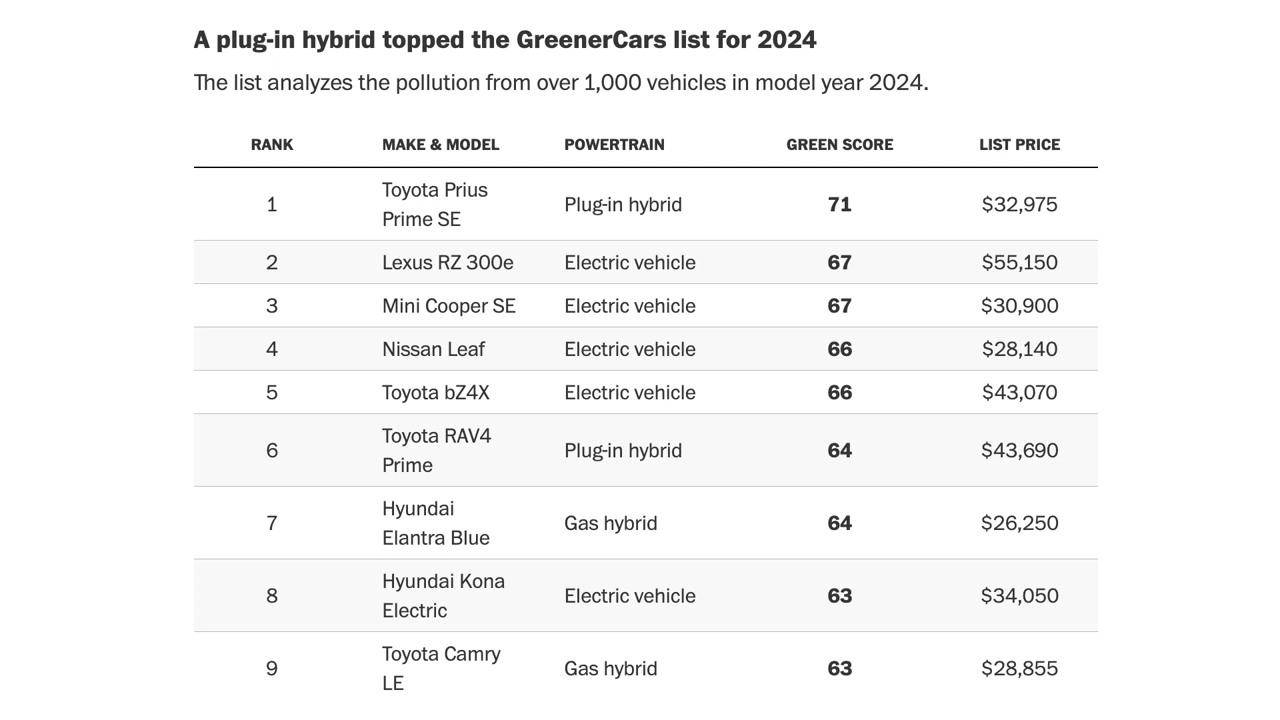 A plug-in hybrid topped the GreenerCars list for 2024
The list analyzes the pollution from over 1,000 vehicles in model year 2024.
RANK MAKE & MODEL POWERTRAIN GREEN SCORE LIST PRICE
1 Toyota Prius Prime SE Plug-in hybrid 71 $32,975
2 Lexus RZ 300e Electric vehicle 67 $55,150
3 Mini Cooper SE Electric vehicle 67 $30,900
4 Nissan Leaf Electric vehicle 66 $28,140
5 Toyota bZ4X Electric vehicle 66 $43,070
6 Toyota RAV4 Prime Plug-in hybrid 64 $43,690
7 Hyundai Elantra Blue Gas hybrid 64 $26,250
8 Hyundai Kona Electric Electric vehicle 63 $34,050
9 Toyota Camry LE Gas hybrid 63 $28,855